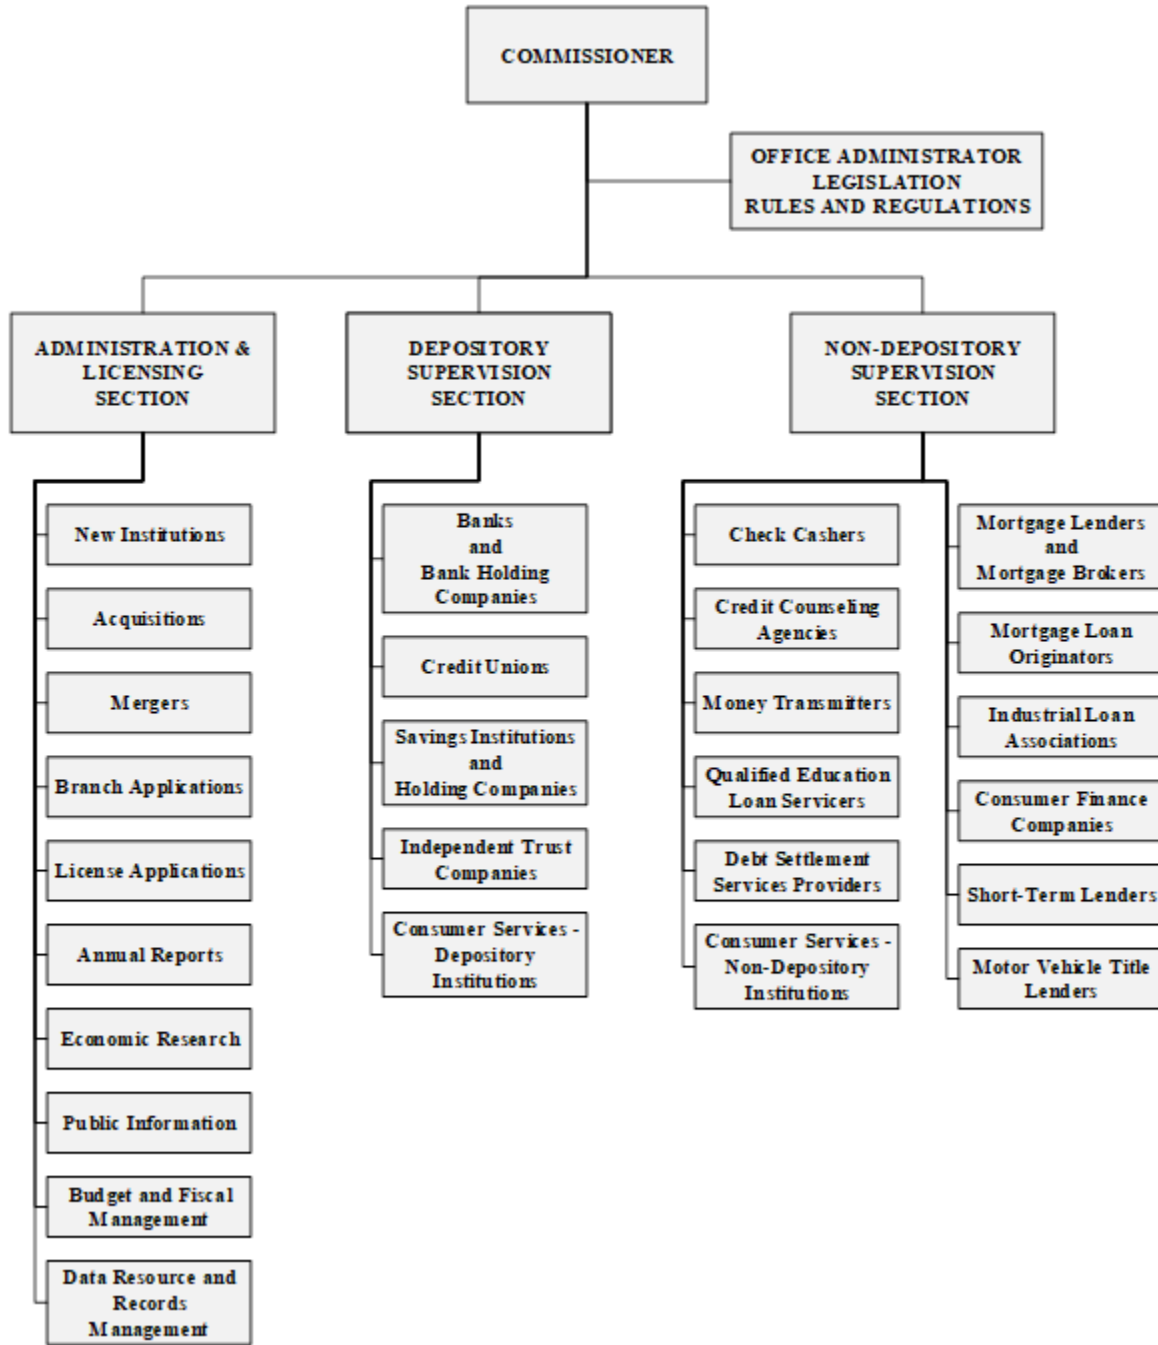 COMMISSIONER
OFFICE ADMINISTRATOR
LEGISLATION
RULES AND REGULATIONS
ADMINISTRATION &
LICENSING
SECTION
New Institutions
Acquisitions
Mergers
Branch Applications
License Applications
Annual Reports
Economic Research
Public Information
Budget and Fiscal
Management
Data Resource and
Records
Management
DEPOSITORY
SUPERVISION
SECTION
Banks
and
Bank Holding
Companies
Credit Unions
Savings Institutions
and
Holding Companies
Independent Trust
Companies
Consumer Services -
Depository
Institutions
NON-DEPOSITORY
SUPERVISION
SECTION
Check Cashers
Credit Counseling
Agencies
Money Transmitters
Qualified Education
Loan Servicers
Debt Settlement
Services Providers
Consumer Services -
Non-Depository
Institutions
Mortgage Lenders
and
Mortgage Brokers
Mortgage Loan
Originators
Industrial Loan
Associations
Consumer Finance
Companies
Short-Term Lenders
Motor Vehicle Title
Lenders